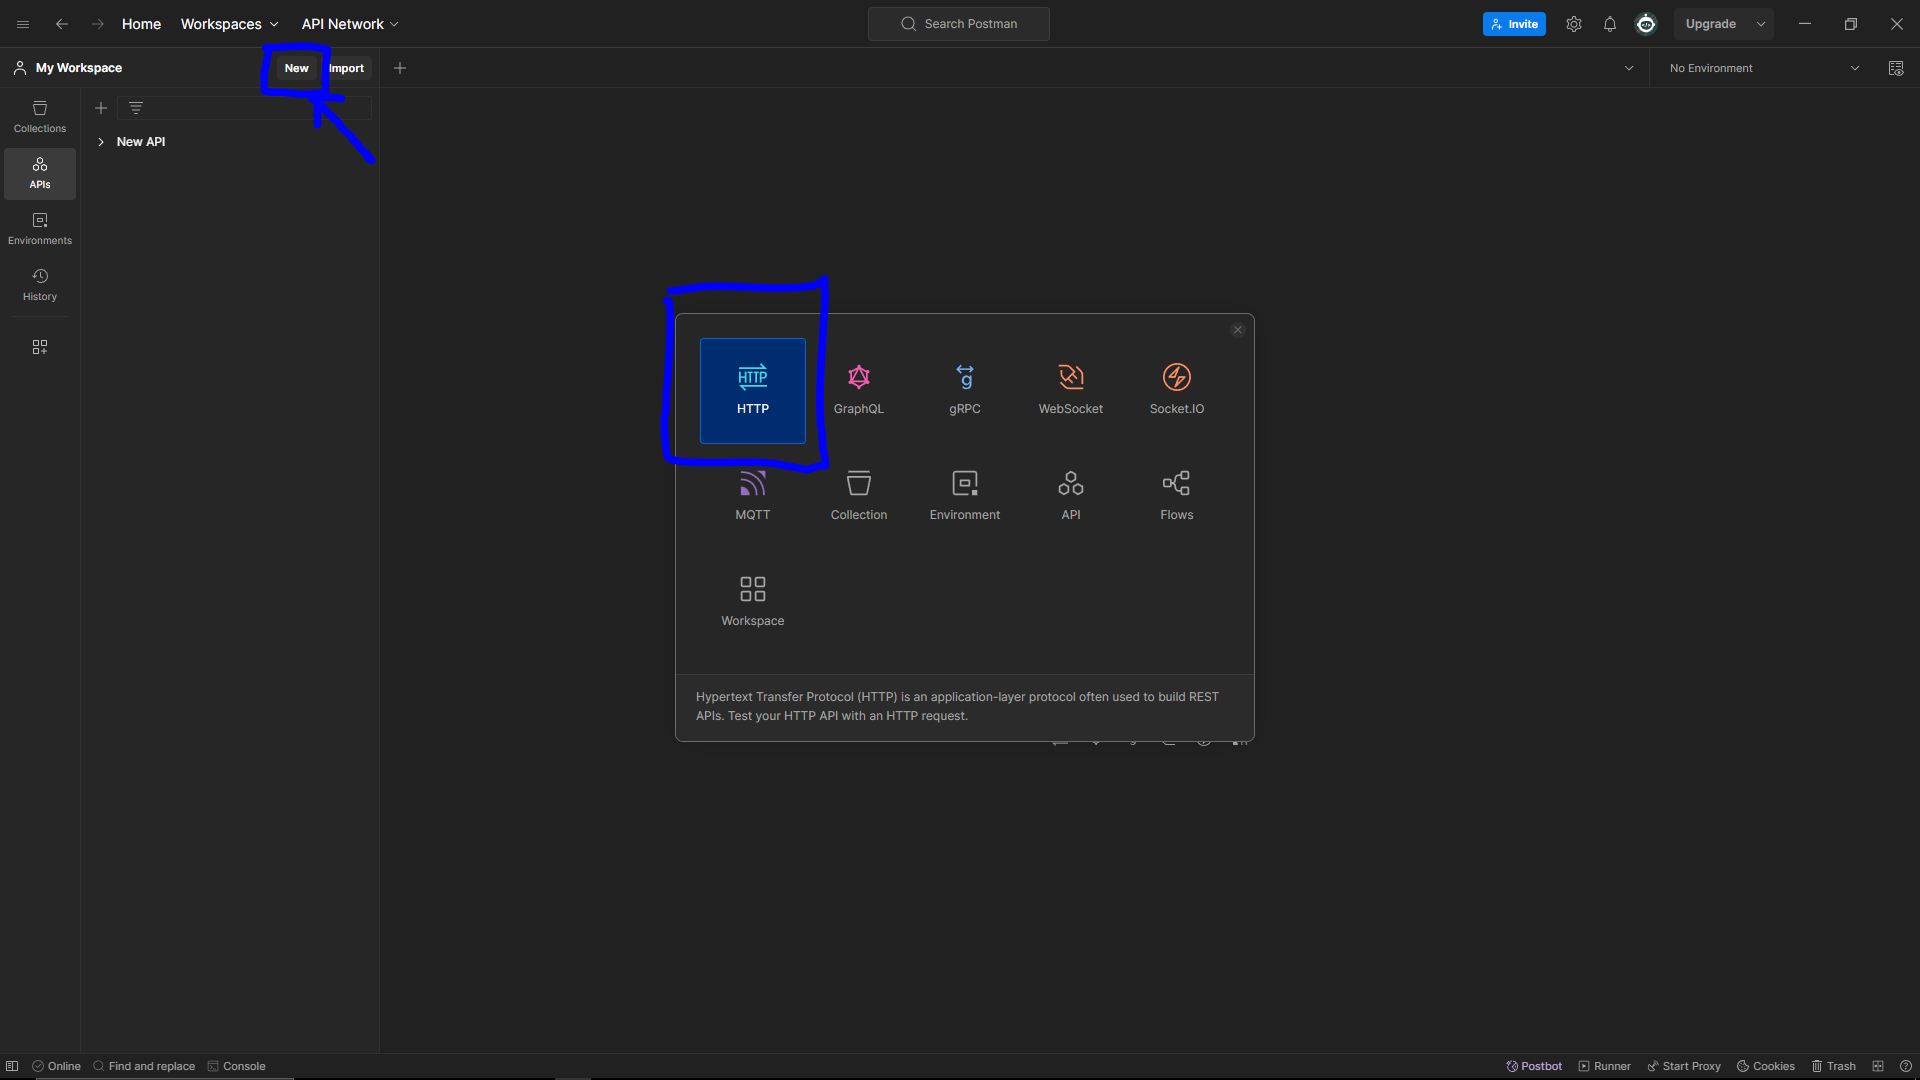 Home Workspaces API Network Search Postman Invite Upgrade
My Workspace New Import No Environment
Collections
APIs
Environments
History
New API
HTTP
HTTP GraphQL gRPC WebSocket Socket.IO
MQTT Collection Environment API Flows
Workspace
Hypertext Transfer Protocol (HTTP) is an application-layer protocol often used to build REST
APIs. Test your HTTP API with an HTTP request.
Online Find and replace Console Postbot Runner Start Proxy Cookies Trash